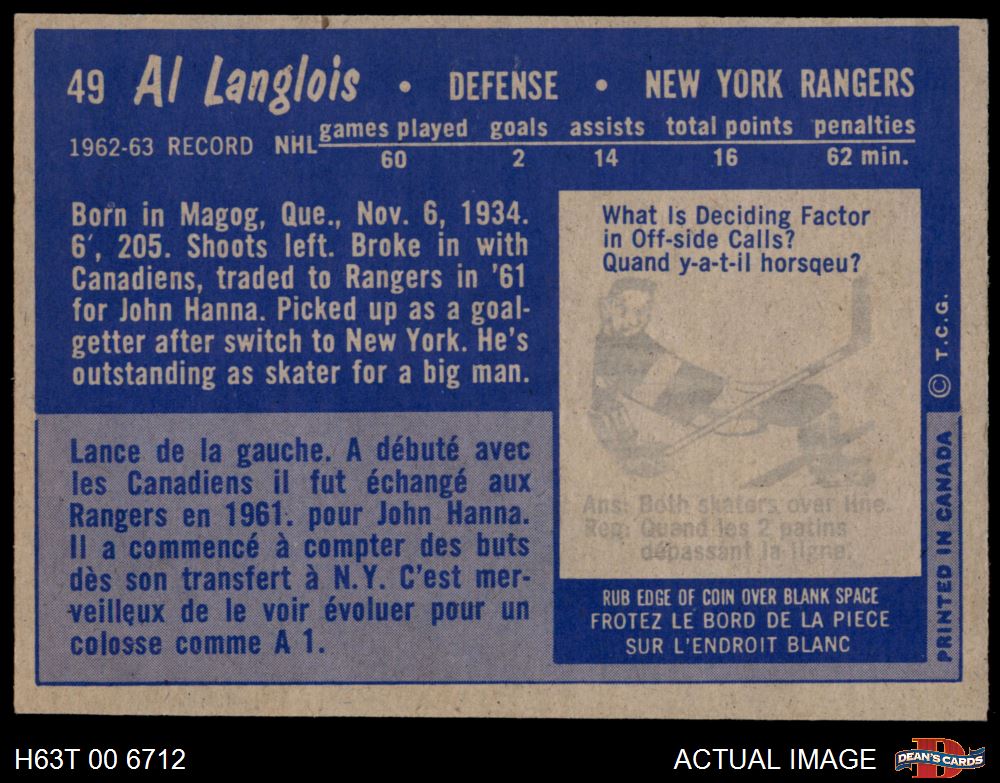 49 Al Langlois • DEFENSE • NEW YORK RANGERS
games played goals assists total points penalties
1962-63 RECORD NHL 60 2 14 16 62 min.
Born in Magog, Que., Nov. 6, 1934.
6', 205. Shoots left. Broke in with
Canadiens, traded to Rangers in '61
for John Hanna. Picked up as a goal-
getter after switch to New York. He's
outstanding as skater for a big man.
Lance de la gauche. A débuté avec
les Canadiens il fut échangé aux
Rangers en 1961. pour John Hanna.
Il a commencé à compter des buts
dès son transfert à N.Y. C'est mer-
veilleux de le voir évoluer pour un
colosse comme A 1.
What Is Deciding Factor
in Off-side Calls?
Quand y-a-t-il horsqeu?
Ans: Both skaters over line.
Rep: Quand les 2 patins
dépassant la ligne.
RUB EDGE OF COIN OVER BLANK SPACE
FROTEZ LE BORD DE LA PIECE
SUR L'ENDROIT BLANC
© T.C.G.
PRINTED IN CANADA
H63T 00 6712
ACTUAL IMAGE
DEAN'S CARDS